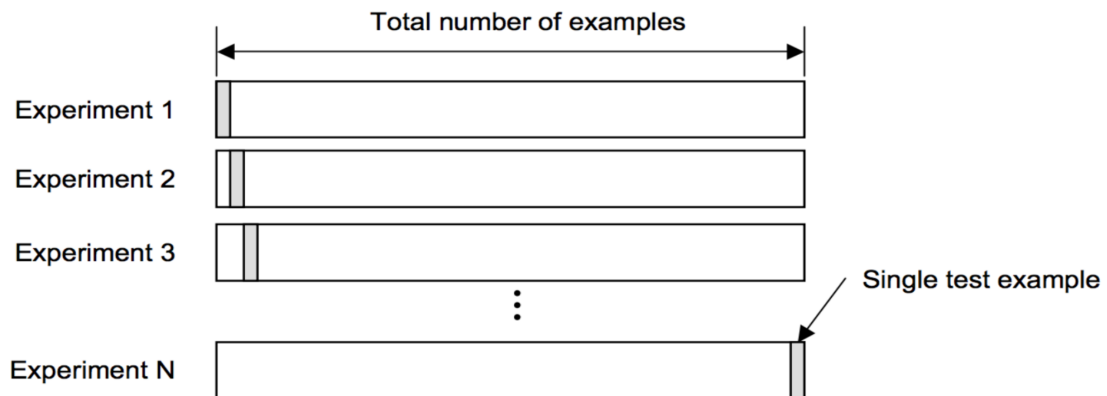 Total number of examples
Experiment 1
Experiment 2
Experiment 3
Single test example
Experiment N